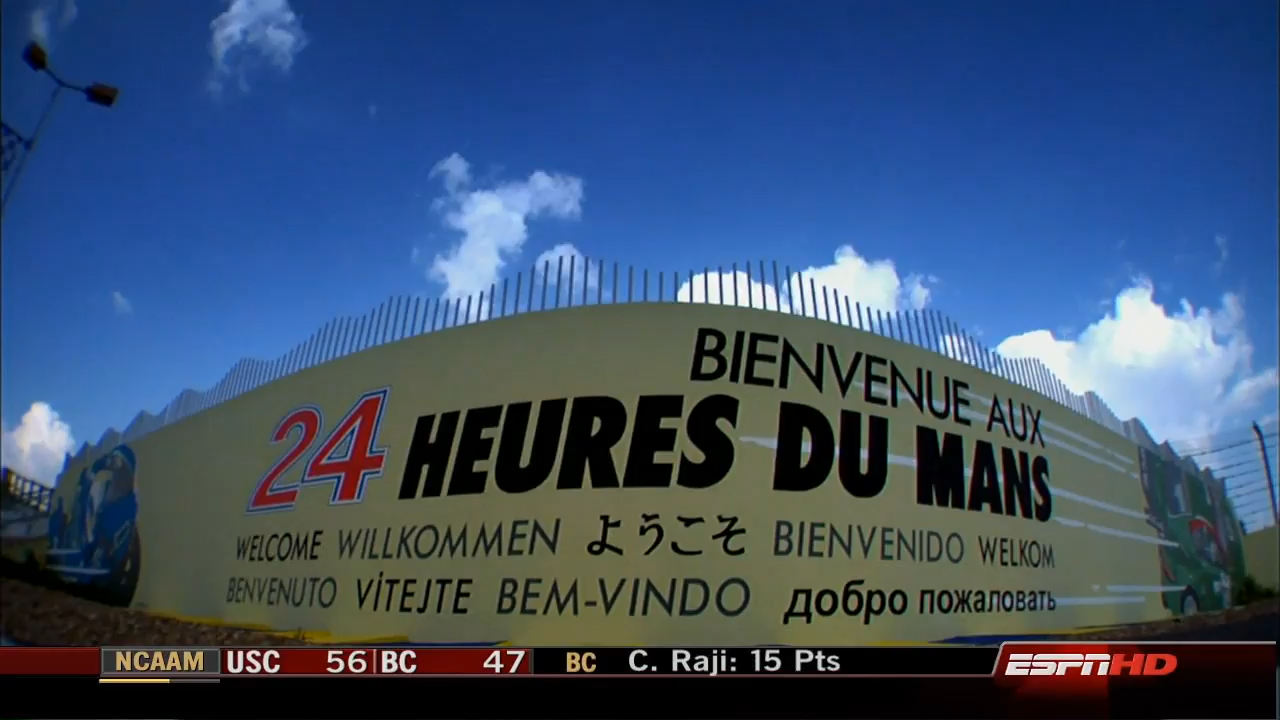 BIENVENUE AUX
24 HEURES DU MANS
WELCOME WILLKOMMEN ようこそ BIENVENIDO WELKOM
BENVENUTO VÍTEJTE BEM-VINDO добро пожаловать
NCAAM USC 56 BC 47 BC C. Raji: 15 Pts ESPNHD